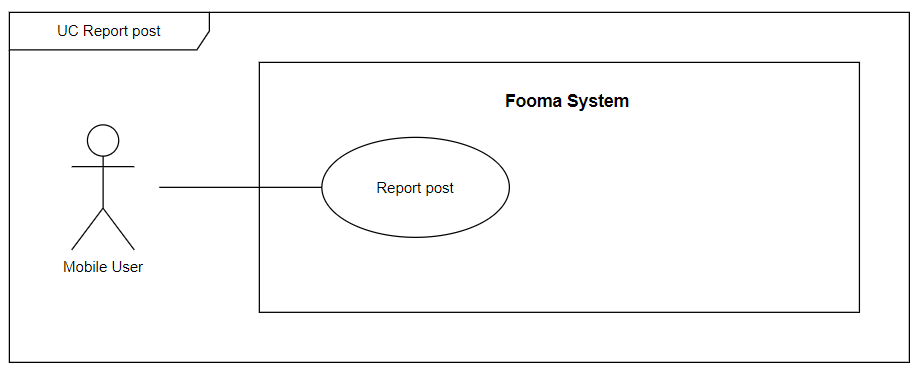 UC Report post
Fooma System
Report post
Mobile User